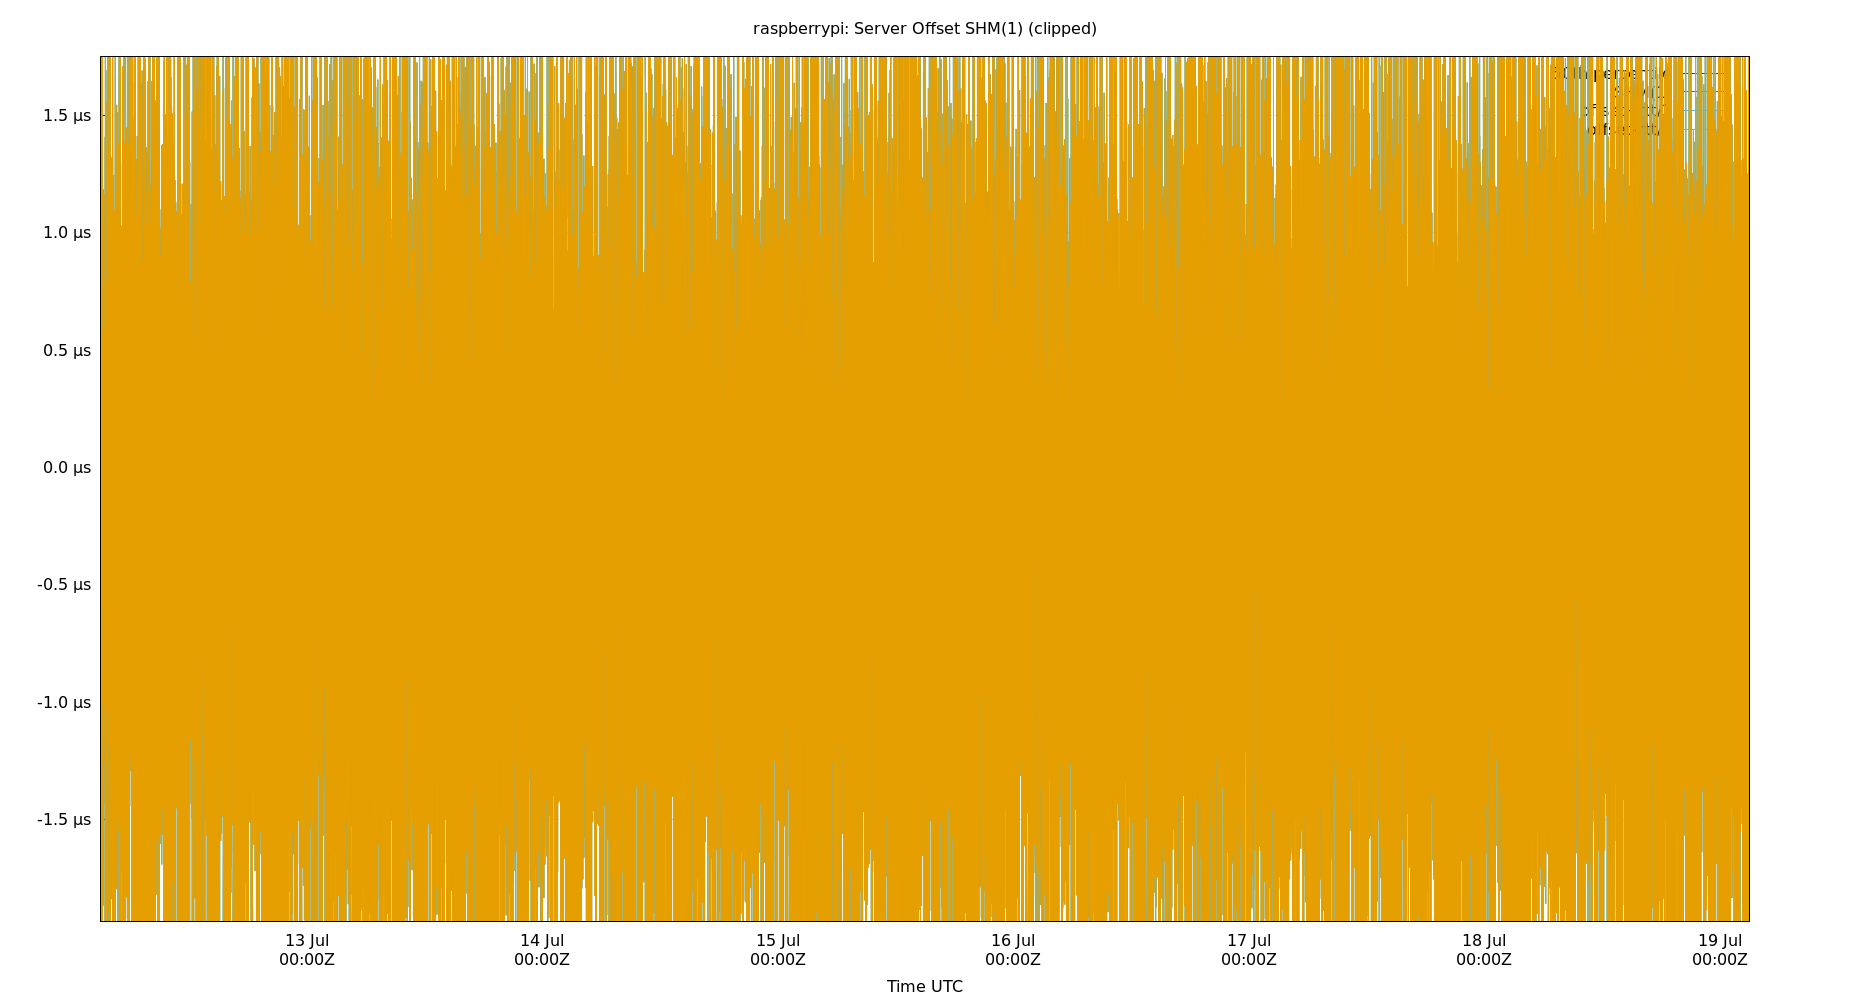 raspberrypi: Server Offset SHM(1) (clipped)
1.5 µs
1.0 µs
0.5 µs
0.0 µs
-0.5 µs
-1.0 µs
-1.5 µs
13 Jul
00:00Z
14 Jul
00:00Z
15 Jul
00:00Z
16 Jul
00:00Z
17 Jul
00:00Z
18 Jul
00:00Z
19 Jul
00:00Z
Time UTC